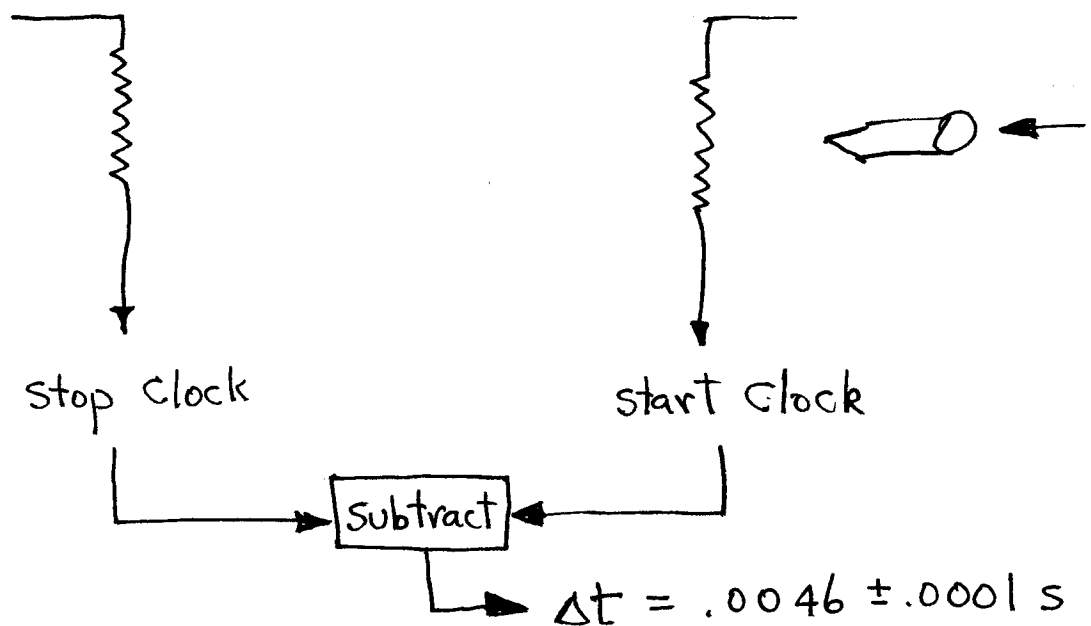 stop Clock
start Clock
subtract
Δt = .0046 ± .0001 s